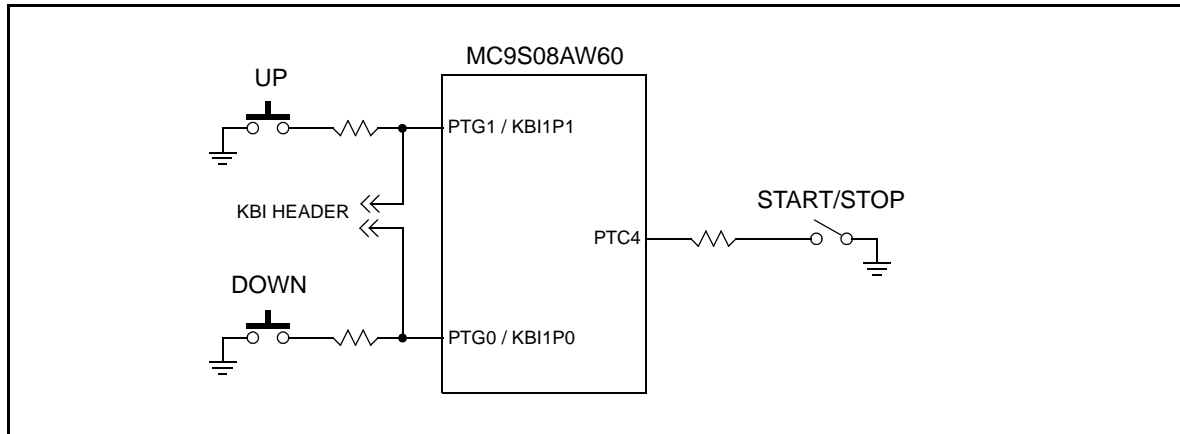 MC9S08AW60
UP
PTG1 / KBI1P1
KBI HEADER
START/STOP
PTC4
DOWN
PTG0 / KBI1P0